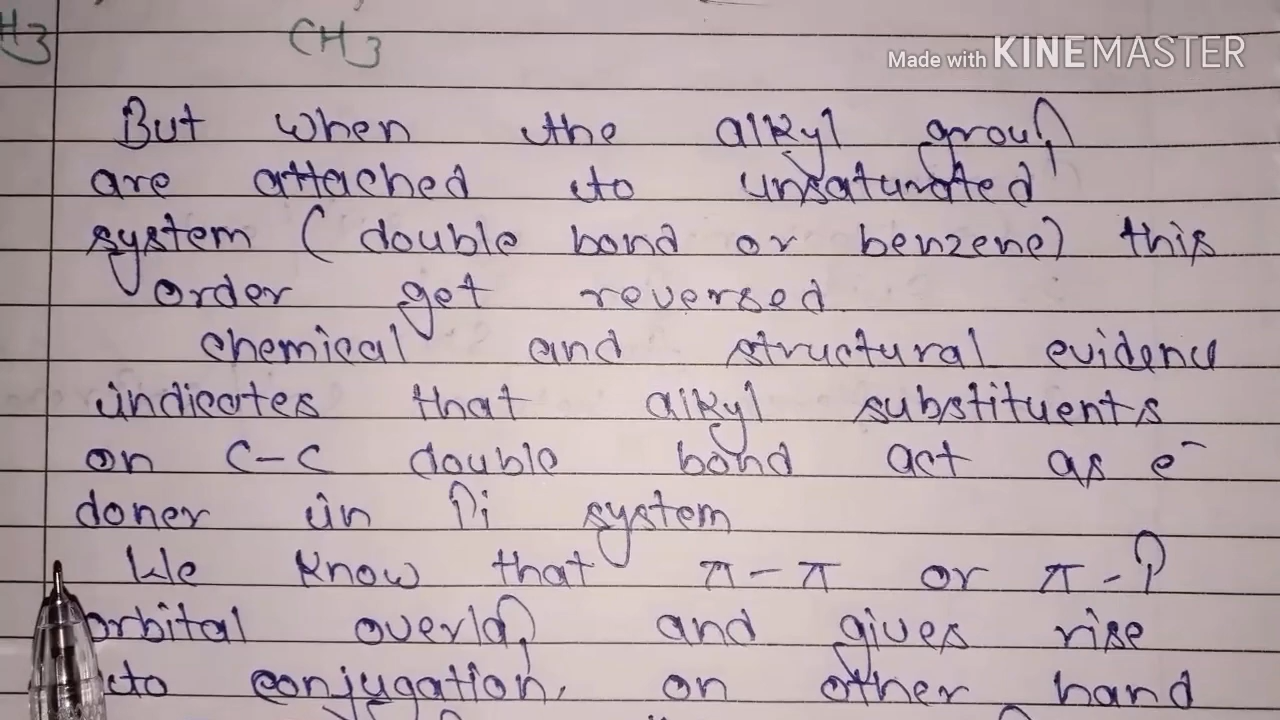 H3 CH3
Made with KINEMASTER
But when the alkyl group
are attached to unsaturated
system ( double bond or benzene) this
order get reversed
chemical and structural evidence
indicates that alkyl substituents
on C-C double bond act as e-
doner in Pi system
We know that π-π or π-P
orbital overlap and gives rise
to conjugation, on other hand